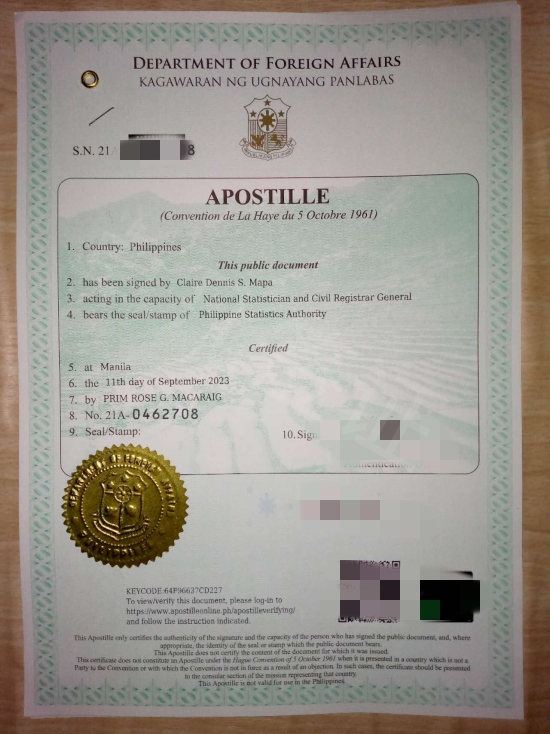 DEPARTMENT OF FOREIGN AFFAIRS
KAGAWARAN NG UGNAYANG PANLABAS
S.N. 21 8
APOSTILLE
(Convention de La Haye du 5 Octobre 1961)
1. Country: Philippines
This public document
2. has been signed by Claire Dennis S. Mapa
3. acting in the capacity of National Statistician and Civil Registrar General
4. bears the seal/stamp of Philippine Statistics Authority
Certified
5. at Manila
6. the 11th day of September 2023
7. by PRIM ROSE G. MACARAIG
8. No. 21A-0462708
9. Seal/Stamp:
10. Sign
DEPARTMENT OF FOREIGN AFFAIRS
PHILIPPINES
KEYCODE:64F96637CD227
To view/verify this document, please log-in to
https://www.apostilleonline.ph/apostilleverifying/
and follow the instruction indicated.
This Apostille only certifies the authenticity of the signature and the capacity of the person who has signed the public document, and, where
appropriate, the identity of the seal or stamp which the public document bears.
This Apostille does not certify the content of the document for which it was issued.
This certificate does not constitute an Apostille under the Hague Convention of 5 October 1961 when it is presented in a country which is not a
Party to the Convention or with which the Convention is not in force as a result of an objection. In such cases, the certificate should be presented
to the consular section of the mission representing that country.
This Apostille is not valid for use in the Philippines.